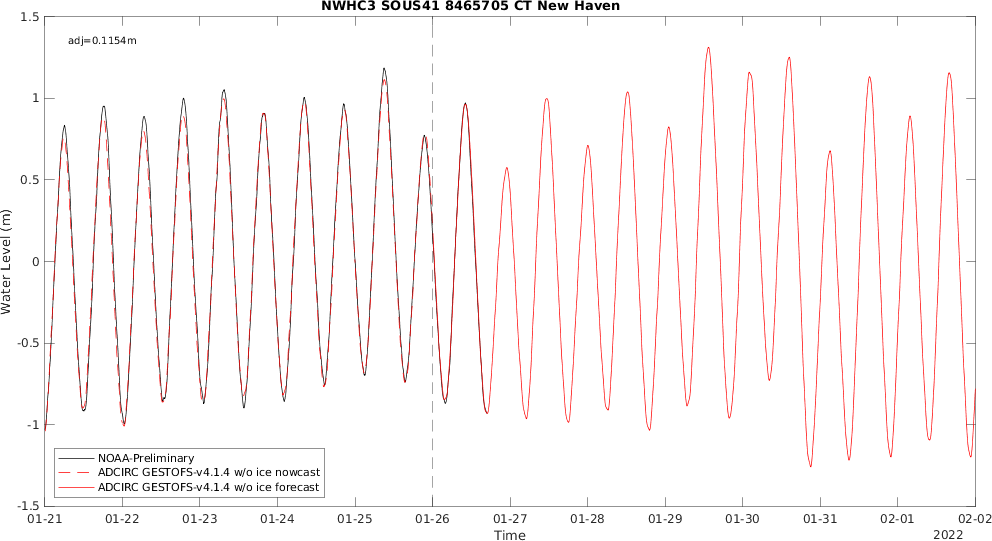 NWHC3 SOUS41 8465705 CT New Haven
adj=0.1154m
1.5
1
0.5
0
-0.5
-1
-1.5
Water Level (m)
NOAA-Preliminary
ADCIRC GESTOFS-v4.1.4 w/o ice nowcast
ADCIRC GESTOFS-v4.1.4 w/o ice forecast
01-21 01-22 01-23 01-24 01-25 01-26 01-27 01-28 01-29 01-30 01-31 02-01 02-02
Time
2022